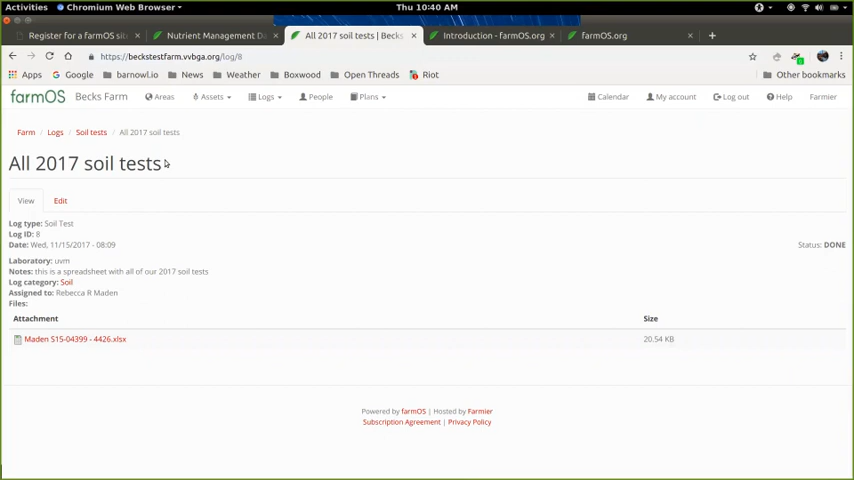 Activities Chromium Web Browser Thu 10:40 AM
Register for a farmOS sit Nutrient Management Da All 2017 soil tests | Becks Introduction - farmOS.org farmOS.org
https://beckstestfarm.vvbga.org/log/8
Apps Google barnowl.io News Weather Boxwood Open Threads Riot Other bookmarks
farmOS Becks Farm Areas Assets Logs People Plans Calendar My account Log out Help Farmier
Farm Logs Soil tests All 2017 soil tests
All 2017 soil tests
View Edit
Log type: Soil Test
Log ID: 8
Date: Wed, 11/15/2017 - 08:09 Status: DONE
Laboratory: uvm
Notes: this is a spreadsheet with all of our 2017 soil tests
Log category: Soil
Assigned to: Rebecca R Maden
Files:
Attachment Size
Maden S15-04399 - 4426.xlsx 20.54 KB
Powered by farmOS | Hosted by Farmier
Subscription Agreement | Privacy Policy